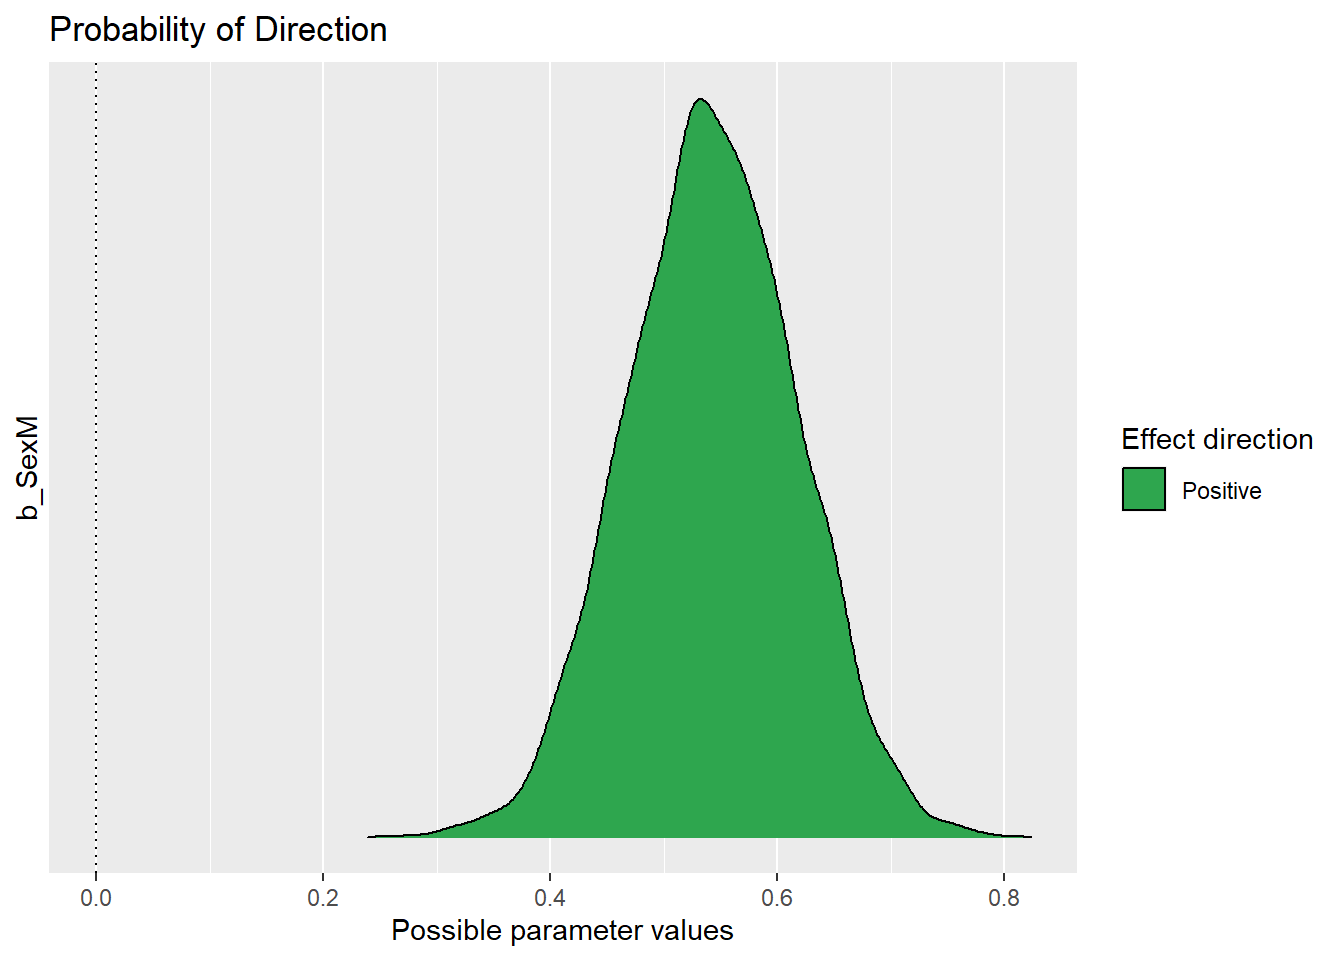 Probability of Direction
b_SexM
Effect direction
Positive
0.0 0.2 0.4 0.6 0.8
Possible parameter values